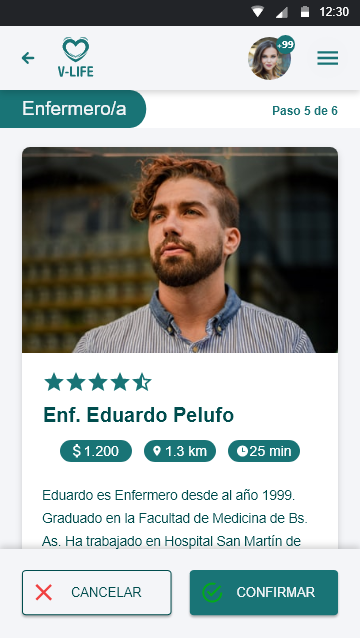 12:30
V-LIFE
+99
Enfermero/a
Paso 5 de 6
Enf. Eduardo Pelufo
$ 1.200
1.3 km
25 min
Eduardo es Enfermero desde al año 1999.
Graduado en la Facultad de Medicina de Bs.
As. Ha trabajado en Hospital San Martín de
CANCELAR
CONFIRMAR